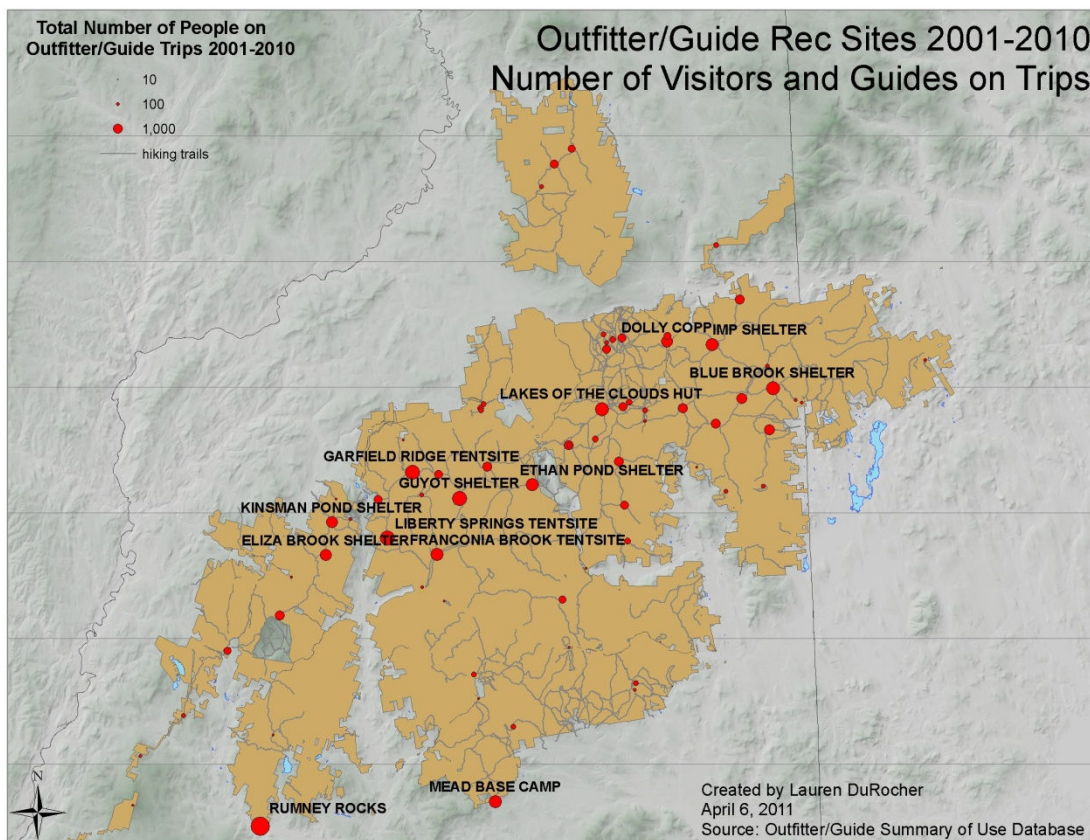 Total Number of People on
Outfitter/Guide Trips 2001-2010
10
100
1,000
hiking trails
Outfitter/Guide Rec Sites 2001-2010
Number of Visitors and Guides on Trips
DOLLY COPP
IMP SHELTER
BLUE BROOK SHELTER
LAKES OF THE CLOUDS HUT
GARFIELD RIDGE TENTSITE
ETHAN POND SHELTER
GUYOT SHELTER
KINSMAN POND SHELTER
LIBERTY SPRINGS TENTSITE
ELIZA BROOK SHELTER
FRANCONIA BROOK TENTSITE
MEAD BASE CAMP
RUMNEY ROCKS
N
Created by Lauren DuRocher
April 6, 2011
Source: Outfitter/Guide Summary of Use Database